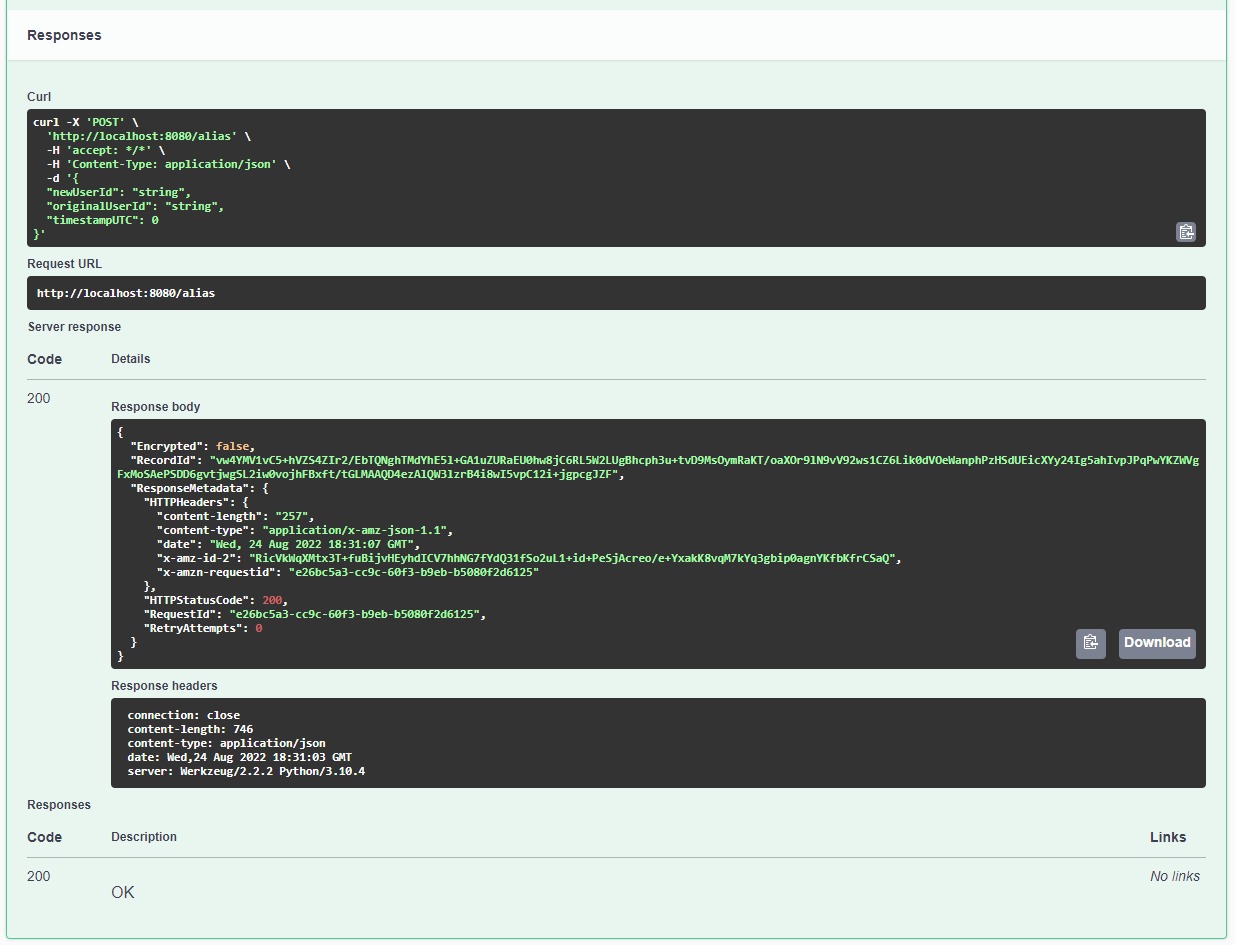 Responses
Curl
curl -X 'POST' \
'http://localhost:8080/alias' \
-H 'accept: */*' \
-H 'Content-Type: application/json' \
-d '{
"newUserId": "string",
"originalUserId": "string",
"timestampUTC": 0
}'
Request URL
http://localhost:8080/alias
Server response
Code Details
200
Response body
{
"Encrypted": false,
"RecordId": "vw4YMV1vC5+hVZS4ZIr2/EbTQNghTMdYhE5l+GA1uZURaEU0hw8jC6RL5W2LUgBhcph3u+tvD9MsOymRaKT/oaXOr9lN9vV92ws1CZ6Lik0dVOeWanphPzHSdUEicXYy24Ig5ahIvpJPqPwYKZWVg
FxMoSAePSDD6gvtjwgSL2iw0vojhFBxft/tGLMAAQD4ezAlQW3lzrB4i8wI5vpC12i+jgpcgJZF",
"ResponseMetadata": {
"HTTPHeaders": {
"content-length": "257",
"content-type": "application/x-amz-json-1.1",
"date": "Wed, 24 Aug 2022 18:31:07 GMT",
"x-amz-id-2": "RicVkWqXMtx3T+fuBijvHEyhdICV7hhNG7fYdQ31fSo2uL1+id+PeSjAcreo/e+YxakK8vqM7kYq3gbip0agnYKfbKfrCSaQ",
"x-amzn-requestid": "e26bc5a3-cc9c-60f3-b9eb-b5080f2d6125"
},
"HTTPStatusCode": 200,
"RequestId": "e26bc5a3-cc9c-60f3-b9eb-b5080f2d6125",
"RetryAttempts": 0
}
}
Download
Response headers
connection: close
content-length: 746
content-type: application/json
date: Wed,24 Aug 2022 18:31:03 GMT
server: Werkzeug/2.2.2 Python/3.10.4
Responses
Code Description Links
200 No links
OK